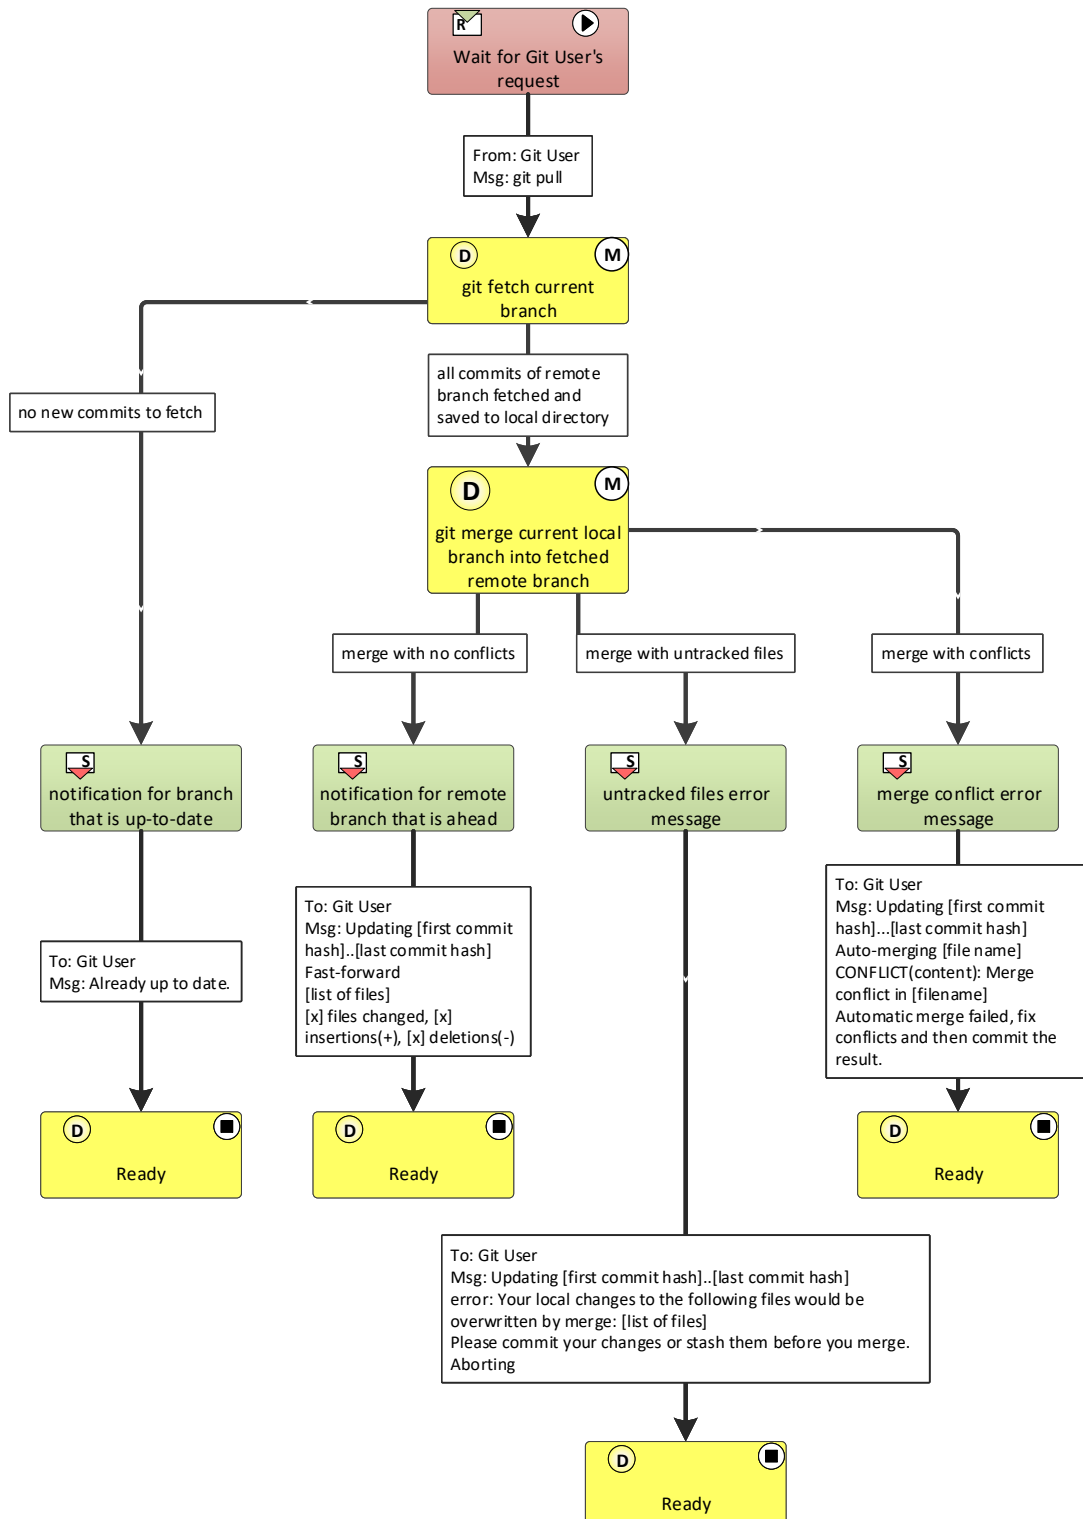 R
Wait for Git User's
request
From: Git User
Msg: git pull
D
M
git fetch current
branch
no new commits to fetch
all commits of remote
branch fetched and
saved to local directory
D
M
git merge current local
branch into fetched
remote branch
merge with no conflicts
merge with untracked files
merge with conflicts
S
notification for branch
that is up-to-date
S
notification for remote
branch that is ahead
S
untracked files error
message
S
merge conflict error
message
To: Git User
Msg: Already up to date.
To: Git User
Msg: Updating [first commit
hash]..[last commit hash]
Fast-forward
[list of files]
[x] files changed, [x]
insertions(+), [x] deletions(-)
To: Git User
Msg: Updating [first commit
hash]...[last commit hash]
Auto-merging [file name]
CONFLICT(content): Merge
conflict in [filename]
Automatic merge failed, fix
conflicts and then commit the
result.
D
Ready
D
Ready
D
Ready
To: Git User
Msg: Updating [first commit hash]..[last commit hash]
error: Your local changes to the following files would be
overwritten by merge: [list of files]
Please commit your changes or stash them before you merge.
Aborting
D
Ready